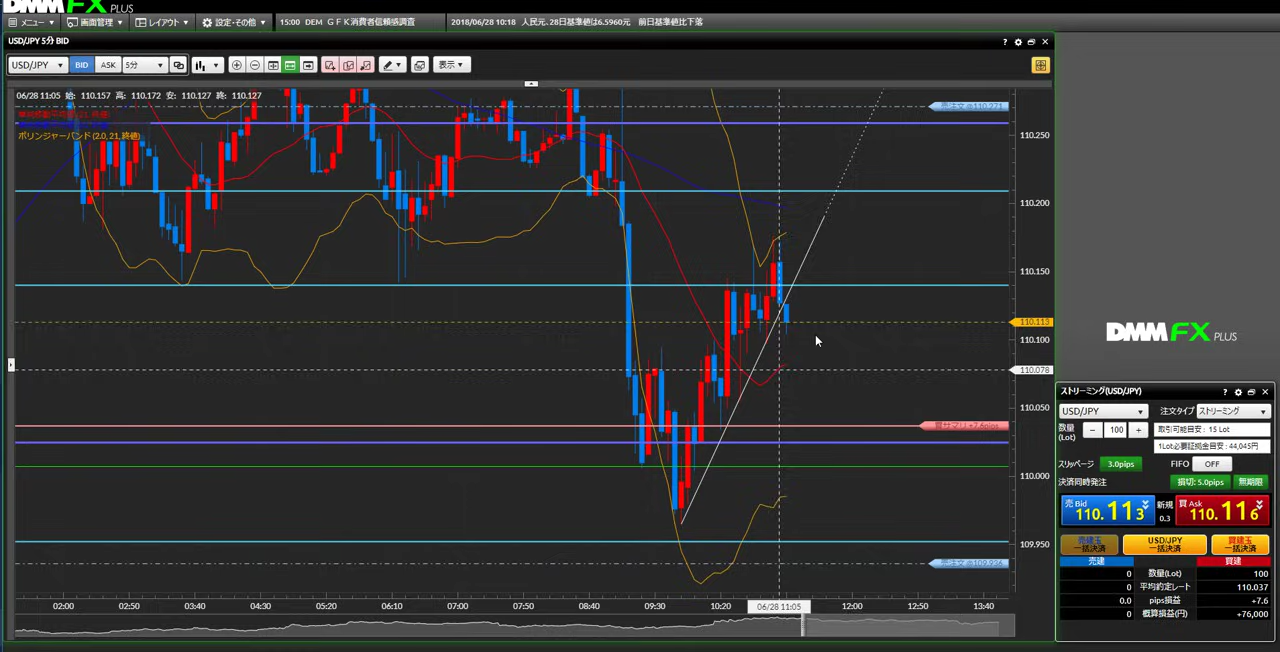 DMMFX PLUS
メニュー 画面管理 レイアウト 設定・その他 15:00 DEM GFK消費者信頼感調査 2018/06/28 10:18 人民元、28日基準値は6.5960元 前日基準値比下落
USD/JPY 5分 BID
USD/JPY BID ASK 5分 表示
06/28 11:05 始: 110.157 高: 110.172 安: 110.127 終: 110.127
ボリンジャーバンド (2.0, 21, 終値)
110.250
110.200
110.150
110.113
110.100
110.078
110.050
110.000
109.950
02:00 02:50 03:40 04:30 05:20 06:10 07:00 07:50 08:40 09:30 10:20 06/28 11:05 12:00 12:50 13:40
DMMFX PLUS
ストリーミング(USD/JPY)
USD/JPY 注文タイプ ストリーミング
数量(Lot) 100 取引可能目安: 15 Lot
1Lot必要証拠金目安: 44,045円
スリッページ 3.0pips FIFO OFF
決済同時発注 損切: 5.0pips 無期限
売 Bid 110.113 新規 0.3 買 Ask 110.116
売建玉一括決済 USD/JPY一括決済 買建玉一括決済
売建 買建
0 数量(Lot) 100
0 平均約定レート 110.037
0.0 pips損益 +7.6
0 概算損益(円) +76,000